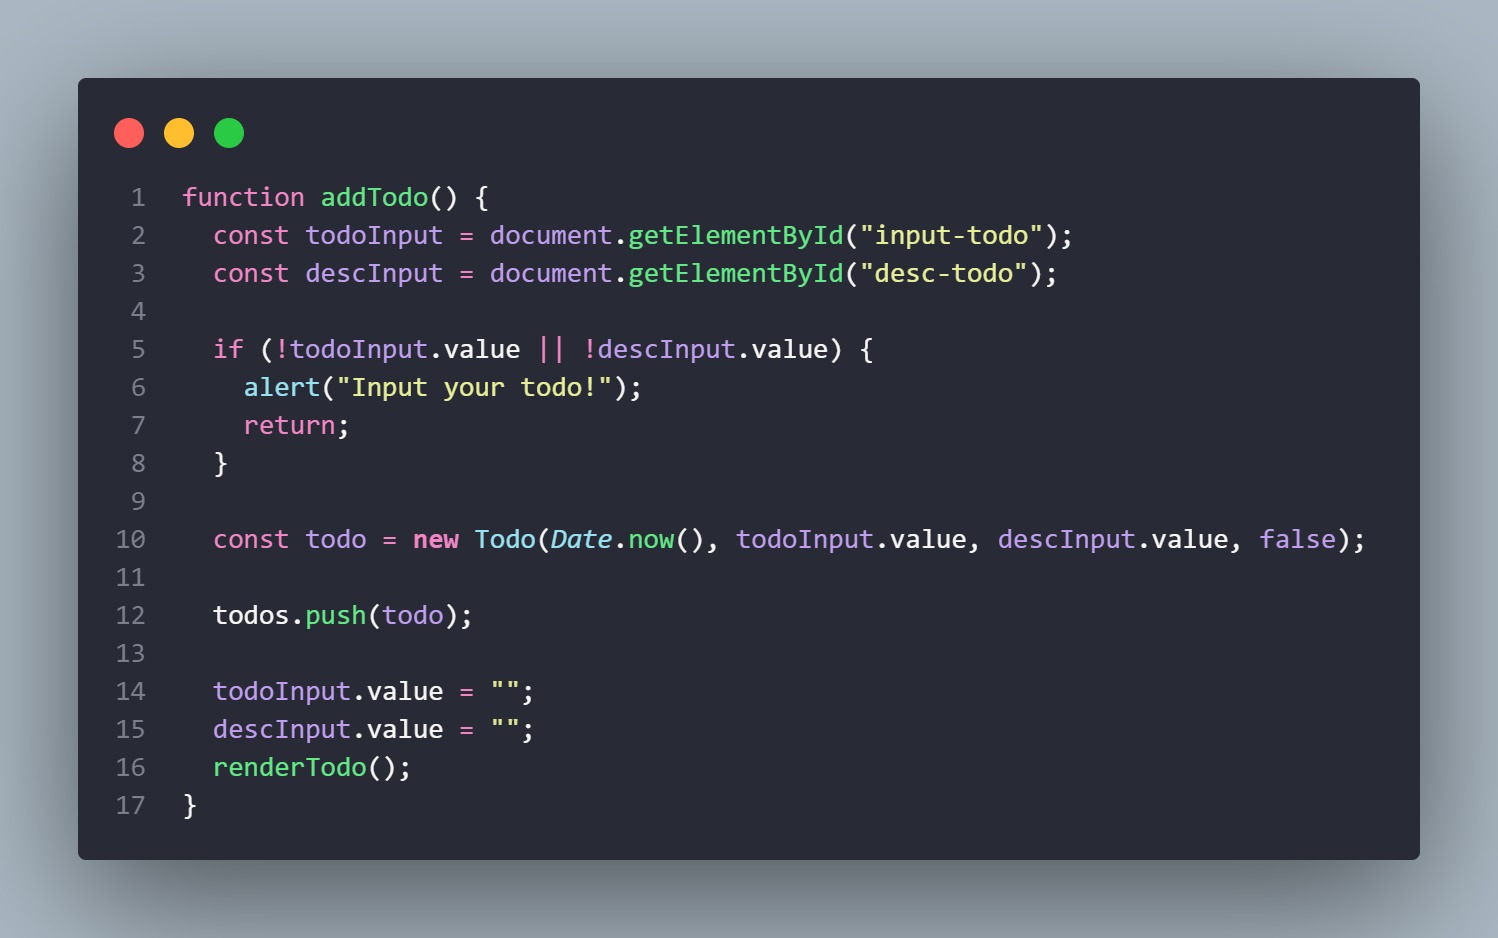 1 function addTodo() {
2   const todoInput = document.getElementById("input-todo");
3   const descInput = document.getElementById("desc-todo");
4
5   if (!todoInput.value || !descInput.value) {
6     alert("Input your todo!");
7     return;
8   }
9
10   const todo = new Todo(Date.now(), todoInput.value, descInput.value, false);
11
12   todos.push(todo);
13
14   todoInput.value = "";
15   descInput.value = "";
16   renderTodo();
17 }